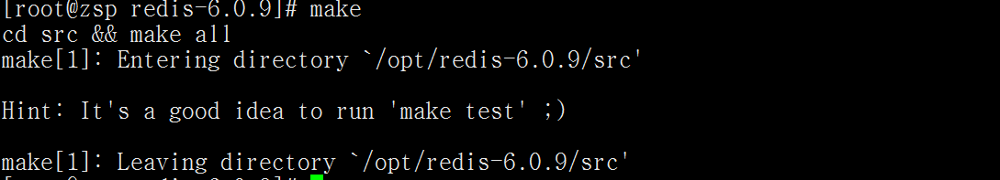 [root@zsp redis-6.0.9]# make
cd src && make all
make[1]: Entering directory `/opt/redis-6.0.9/src'
Hint: It's a good idea to run 'make test' ;)
make[1]: Leaving directory `/opt/redis-6.0.9/src'